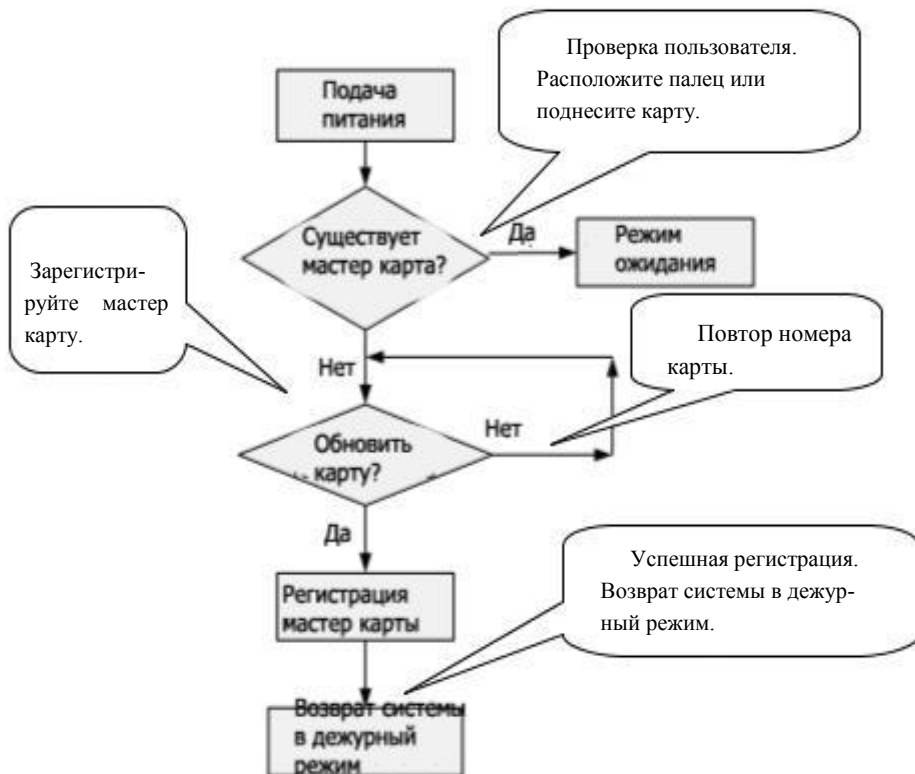 Проверка пользователя.
Расположите палец или
поднесите карту.
Подача
питания
Существует
мастер карта?
Да
Режим
ожидания
Зарегистри-
руйте мастер
карту.
Нет
Повтор номера
карты.
Обновить
карту?
Нет
Да
Успешная регистрация.
Возврат системы в дежур-
ный режим.
Регистрация
мастер карты
Возврат системы
в дежурный
режим